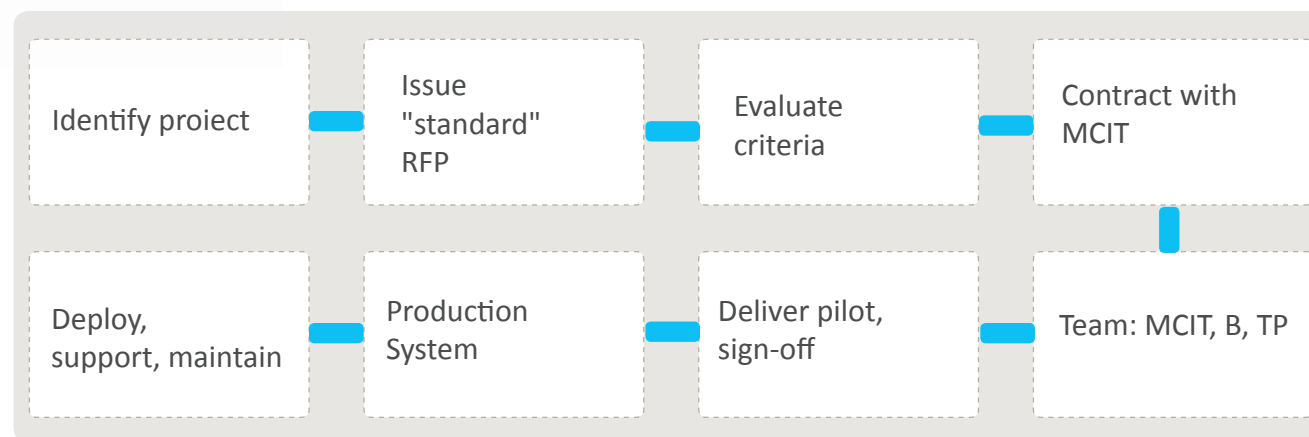 Identify proiect
Issue
"standard"
RFP
Evaluate
criteria
Contract with
MCIT
Deploy,
support, maintain
Production
System
Deliver pilot,
sign-off
Team: MCIT, B, TP